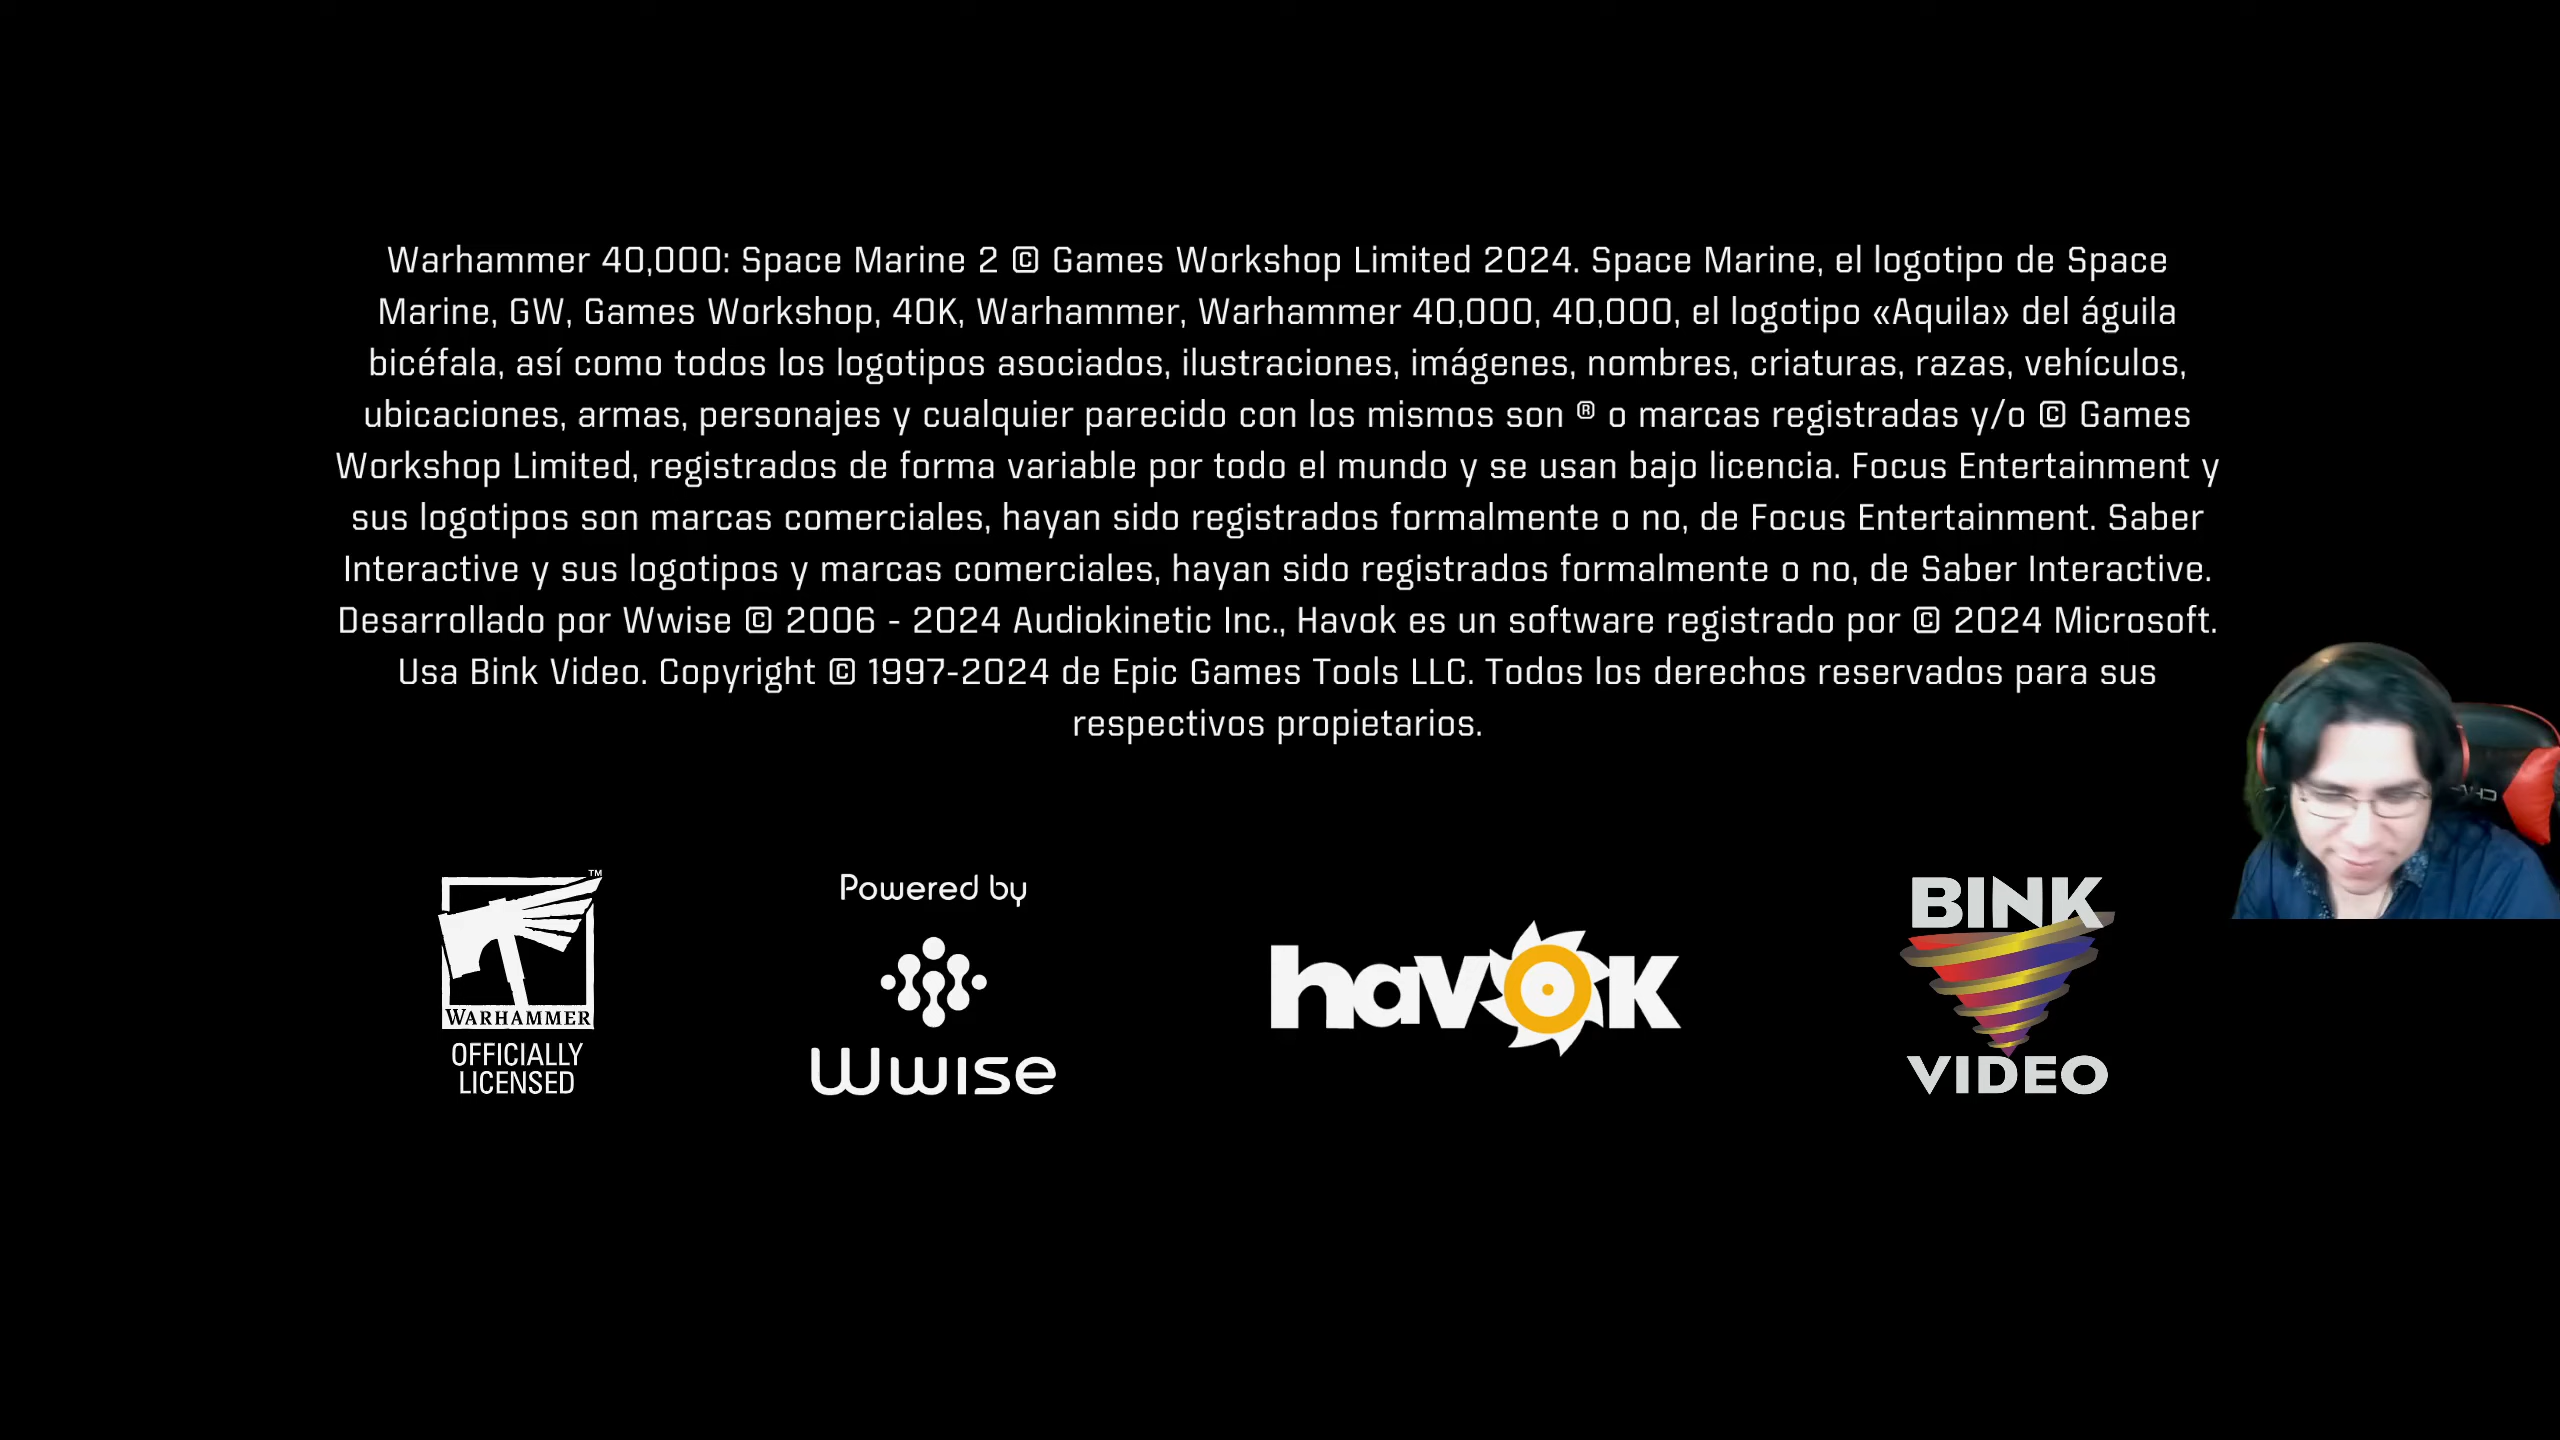 Warhammer 40,000: Space Marine 2 © Games Workshop Limited 2024. Space Marine, el logotipo de Space
Marine, GW, Games Workshop, 40K, Warhammer, Warhammer 40,000, 40,000, el logotipo «Aquila» del águila
bicéfala, así como todos los logotipos asociados, ilustraciones, imágenes, nombres, criaturas, razas, vehículos,
ubicaciones, armas, personajes y cualquier parecido con los mismos son ® o marcas registradas y/o © Games
Workshop Limited, registrados de forma variable por todo el mundo y se usan bajo licencia. Focus Entertainment y
sus logotipos son marcas comerciales, hayan sido registrados formalmente o no, de Focus Entertainment. Saber
Interactive y sus logotipos y marcas comerciales, hayan sido registrados formalmente o no, de Saber Interactive.
Desarrollado por Wwise © 2006 - 2024 Audiokinetic Inc., Havok es un software registrado por © 2024 Microsoft.
Usa Bink Video. Copyright © 1997-2024 de Epic Games Tools LLC. Todos los derechos reservados para sus
respectivos propietarios.
TM
WARHAMMER
OFFICIALLY
LICENSED
Powered by
Wwise
havok
BINK
VIDEO